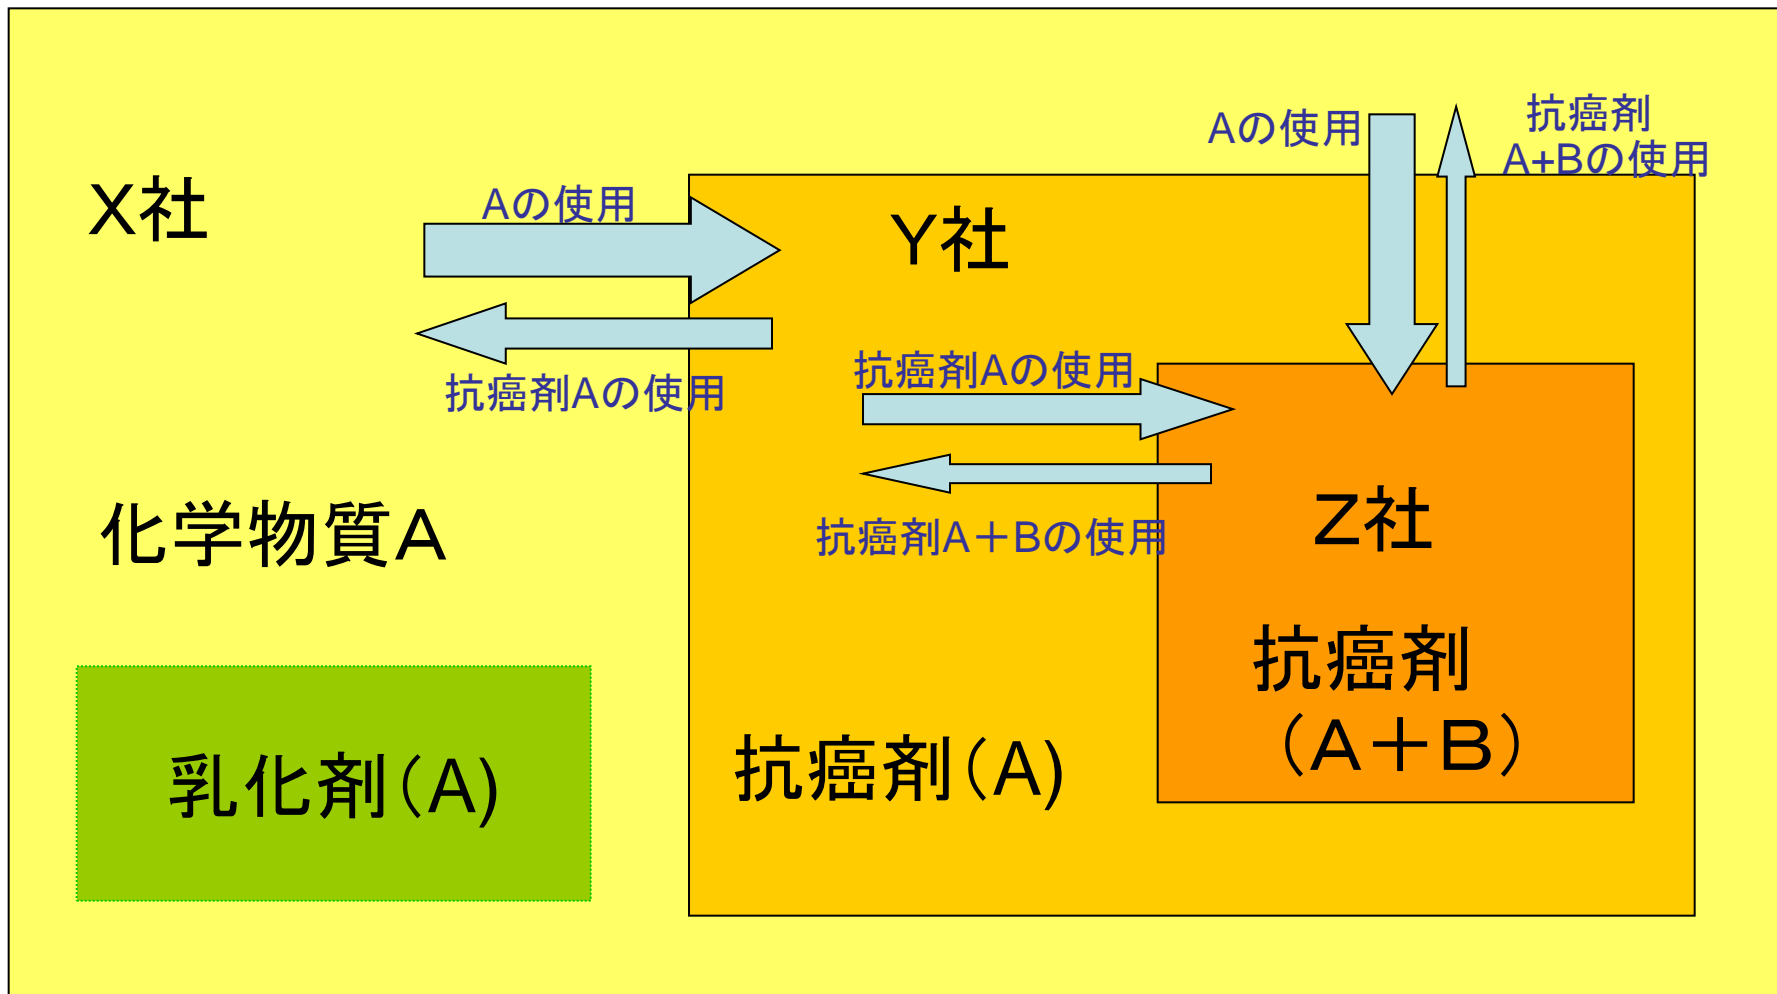 X社
Aの使用
抗癌剤Aの使用
化学物質A
乳化剤(A)
Y社
抗癌剤Aの使用
抗癌剤A＋Bの使用
抗癌剤(A)
Aの使用
抗癌剤
A+Bの使用
Z社
抗癌剤
（A＋B）